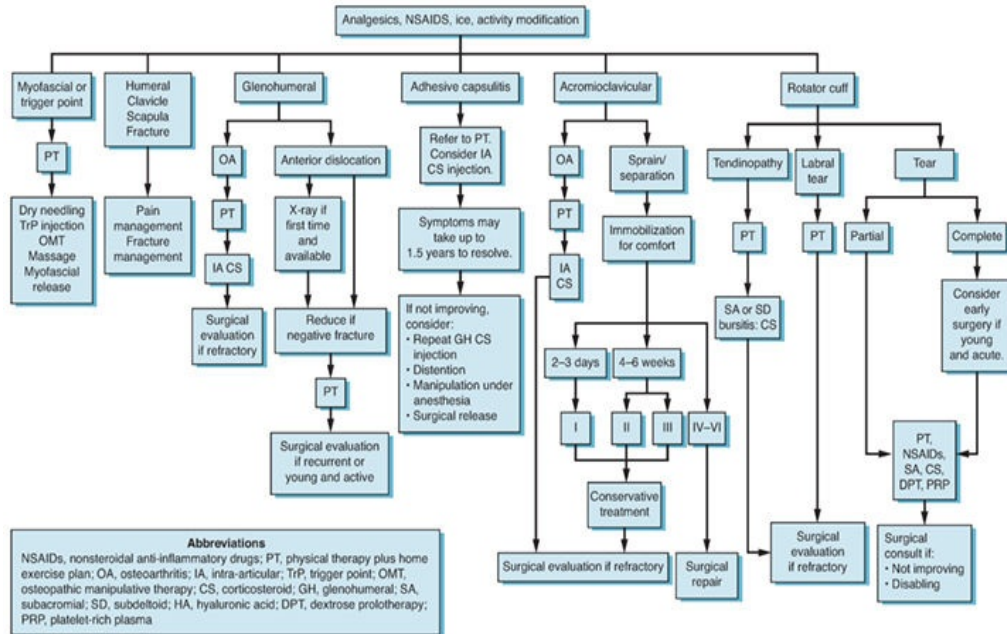 Analgesics, NSAIDS, ice, activity modification
Myofascial or
trigger point
PT
Dry needling
TrP injection
OMT
Massage
Myofascial
release
Humeral
Clavicle
Scapula
Fracture
Pain
management
Fracture
management
Glenohumeral
OA
PT
IA CS
Surgical
evaluation
if refractory
Anterior dislocation
X-ray if
first time
and
available
Reduce if
negative fracture
PT
Surgical evaluation
if recurrent or
young and active
Adhesive capsulitis
Refer to PT.
Consider IA
CS injection.
Symptoms may
take up to
1.5 years to resolve.
If not improving,
consider:
• Repeat GH CS
injection
• Distention
• Manipulation under
anesthesia
• Surgical release
Acromioclavicular
OA
PT
IA
CS
Sprain/
separation
Immobilization
for comfort
2–3 days
4–6 weeks
I
II
III
IV–VI
Conservative
treatment
Surgical evaluation if refractory
Surgical
repair
Rotator cuff
Tendinopathy
PT
SA or SD
bursitis: CS
Labral
tear
PT
Surgical
evaluation
if refractory
Tear
Partial
Complete
Consider
early
surgery if
young
and acute.
PT,
NSAIDs,
SA, CS,
DPT, PRP
Surgical
consult if:
• Not improving
• Disabling
Abbreviations
NSAIDs, nonsteroidal anti-inflammatory drugs; PT, physical therapy plus home
exercise plan; OA, osteoarthritis; IA, intra-articular; TrP, trigger point; OMT,
osteopathic manipulative therapy; CS, corticosteroid; GH, glenohumeral; SA,
subacromial; SD, subdeltoid; HA, hyaluronic acid; DPT, dextrose prolotherapy;
PRP, platelet-rich plasma